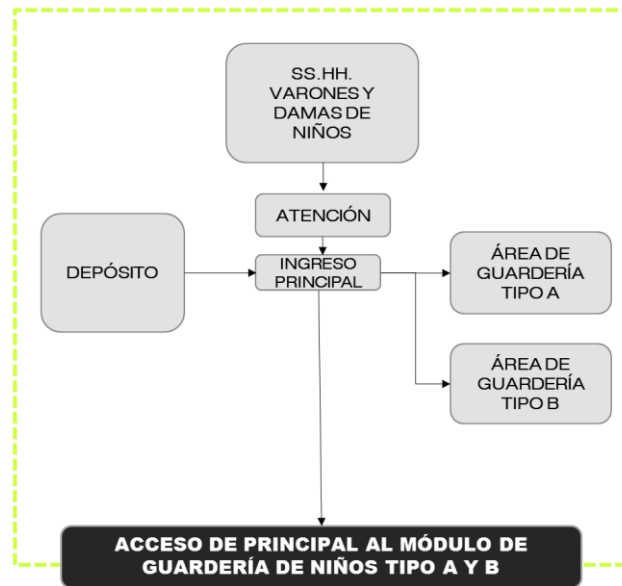 SS.HH.
VARONES Y
DAMAS DE
NIÑOS
ATENCIÓN
DEPÓSITO
INGRESO
PRINCIPAL
ÁREA DE
GUARDERÍA
TIPO A
ÁREA DE
GUARDERÍA
TIPO B
ACCESO DE PRINCIPAL AL MÓDULO DE
GUARDERÍA DE NIÑOS TIPO A Y B